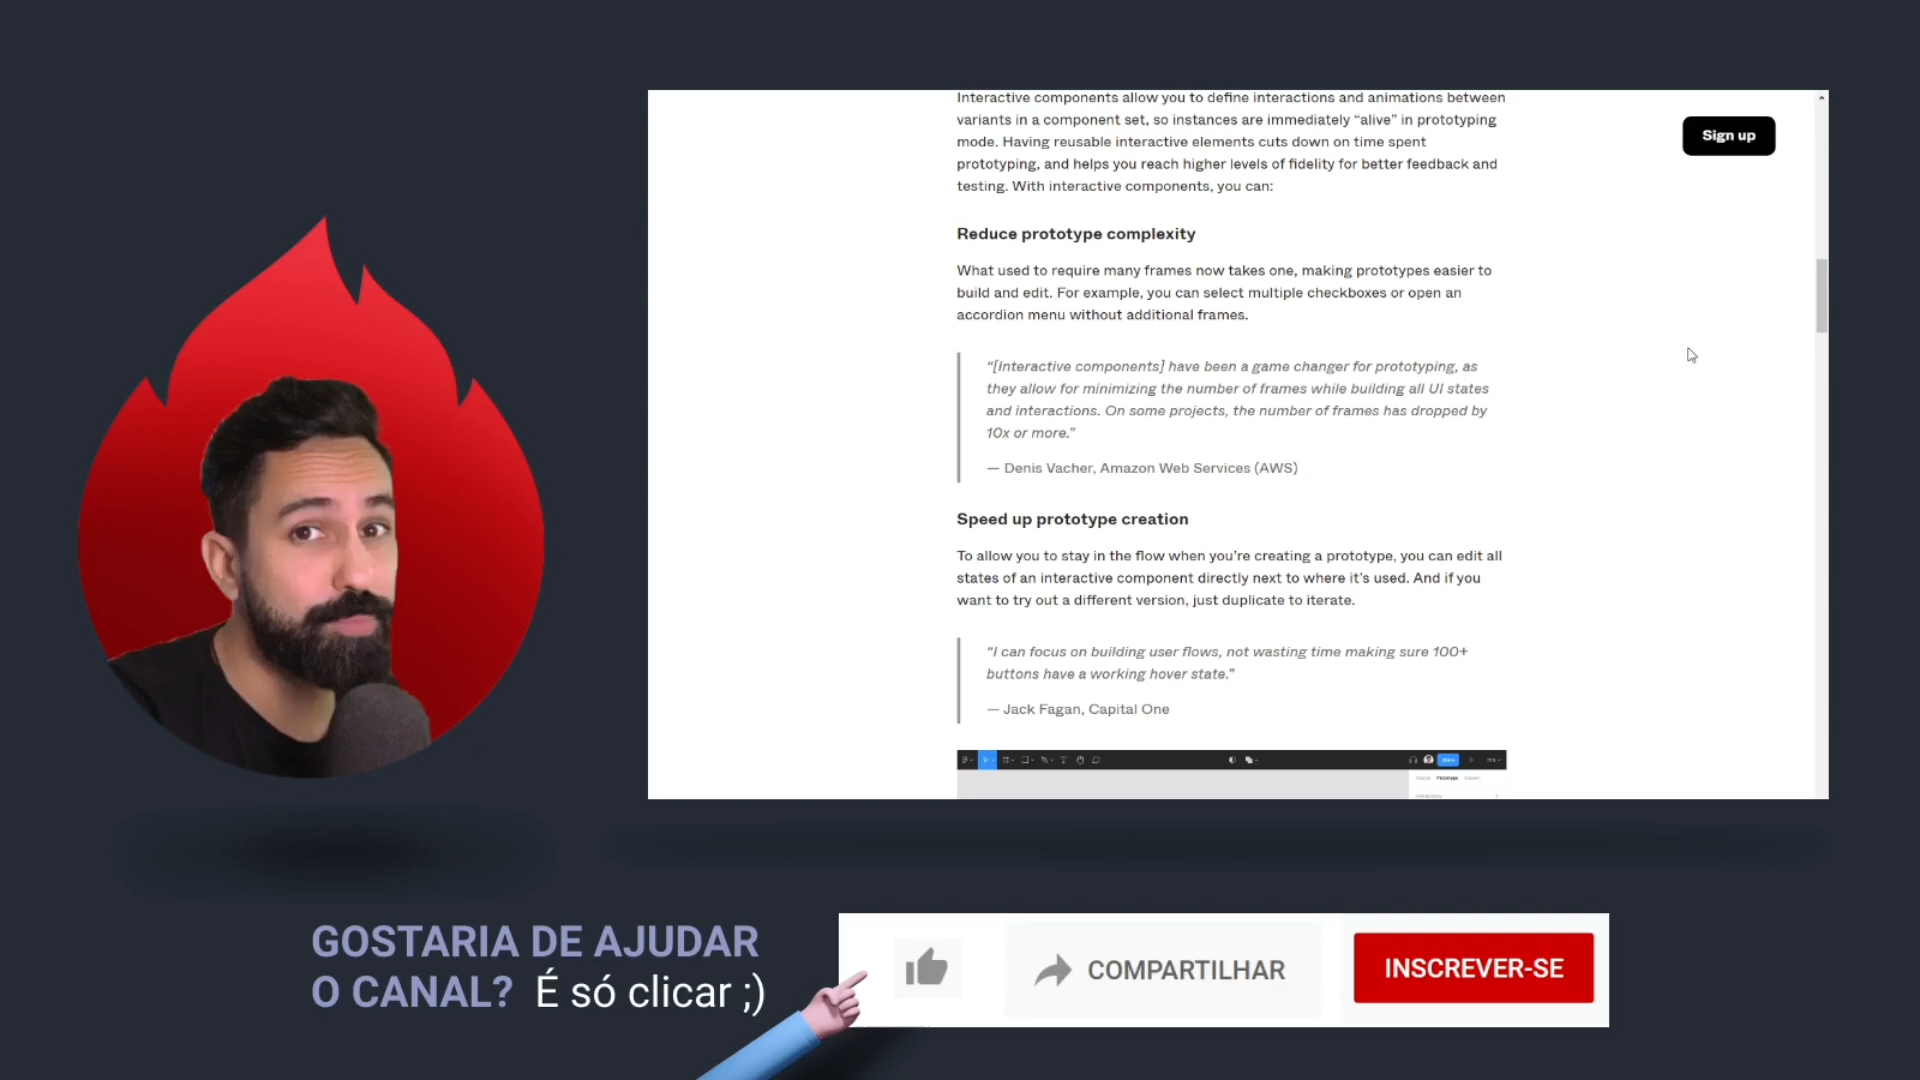 Interactive components allow you to define interactions and animations between
variants in a component set, so instances are immediately “alive” in prototyping
mode. Having reusable interactive elements cuts down on time spent
prototyping, and helps you reach higher levels of fidelity for better feedback and
testing. With interactive components, you can:
Sign up
Reduce prototype complexity
What used to require many frames now takes one, making prototypes easier to
build and edit. For example, you can select multiple checkboxes or open an
accordion menu without additional frames.
“[Interactive components] have been a game changer for prototyping, as
they allow for minimizing the number of frames while building all UI states
and interactions. On some projects, the number of frames has dropped by
10x or more.”
— Denis Vacher, Amazon Web Services (AWS)
Speed up prototype creation
To allow you to stay in the flow when you’re creating a prototype, you can edit all
states of an interactive component directly next to where it’s used. And if you
want to try out a different version, just duplicate to iterate.
“I can focus on building user flows, not wasting time making sure 100+
buttons have a working hover state.”
— Jack Fagan, Capital One
GOSTARIA DE AJUDAR
O CANAL? É só clicar ;)
COMPARTILHAR
INSCREVER-SE